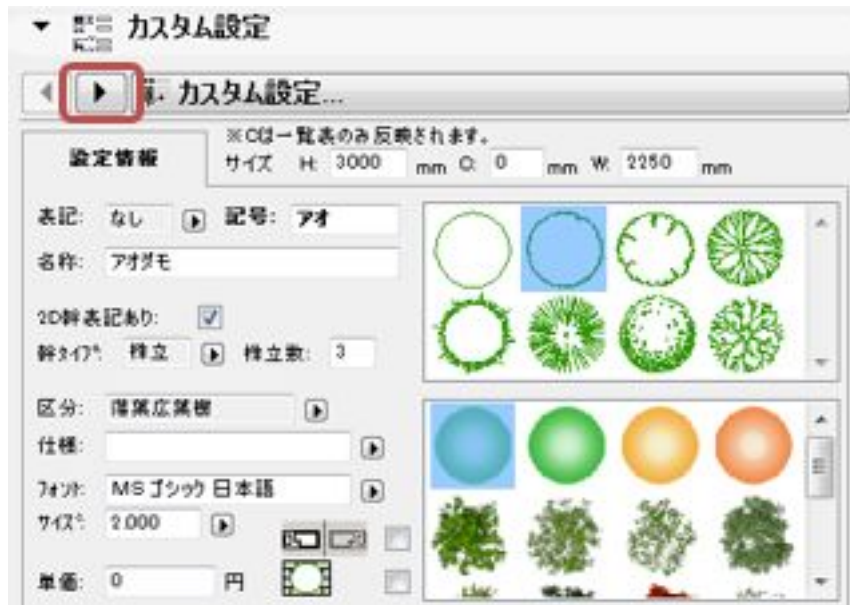 カスタム設定
カスタム設定...
設定情報
※Cは一覧表のみ反映されます。
サイズ H: 3000 mm C: 0 mm W: 2250 mm
表記: なし 記号: アオ
名称: アオダモ
2D幹表記あり:
幹タイプ: 株立 株立数: 3
区分: 落葉広葉樹
仕様:
フォント: MS ゴシック 日本語
サイズ: 2.000
単価: 0 円